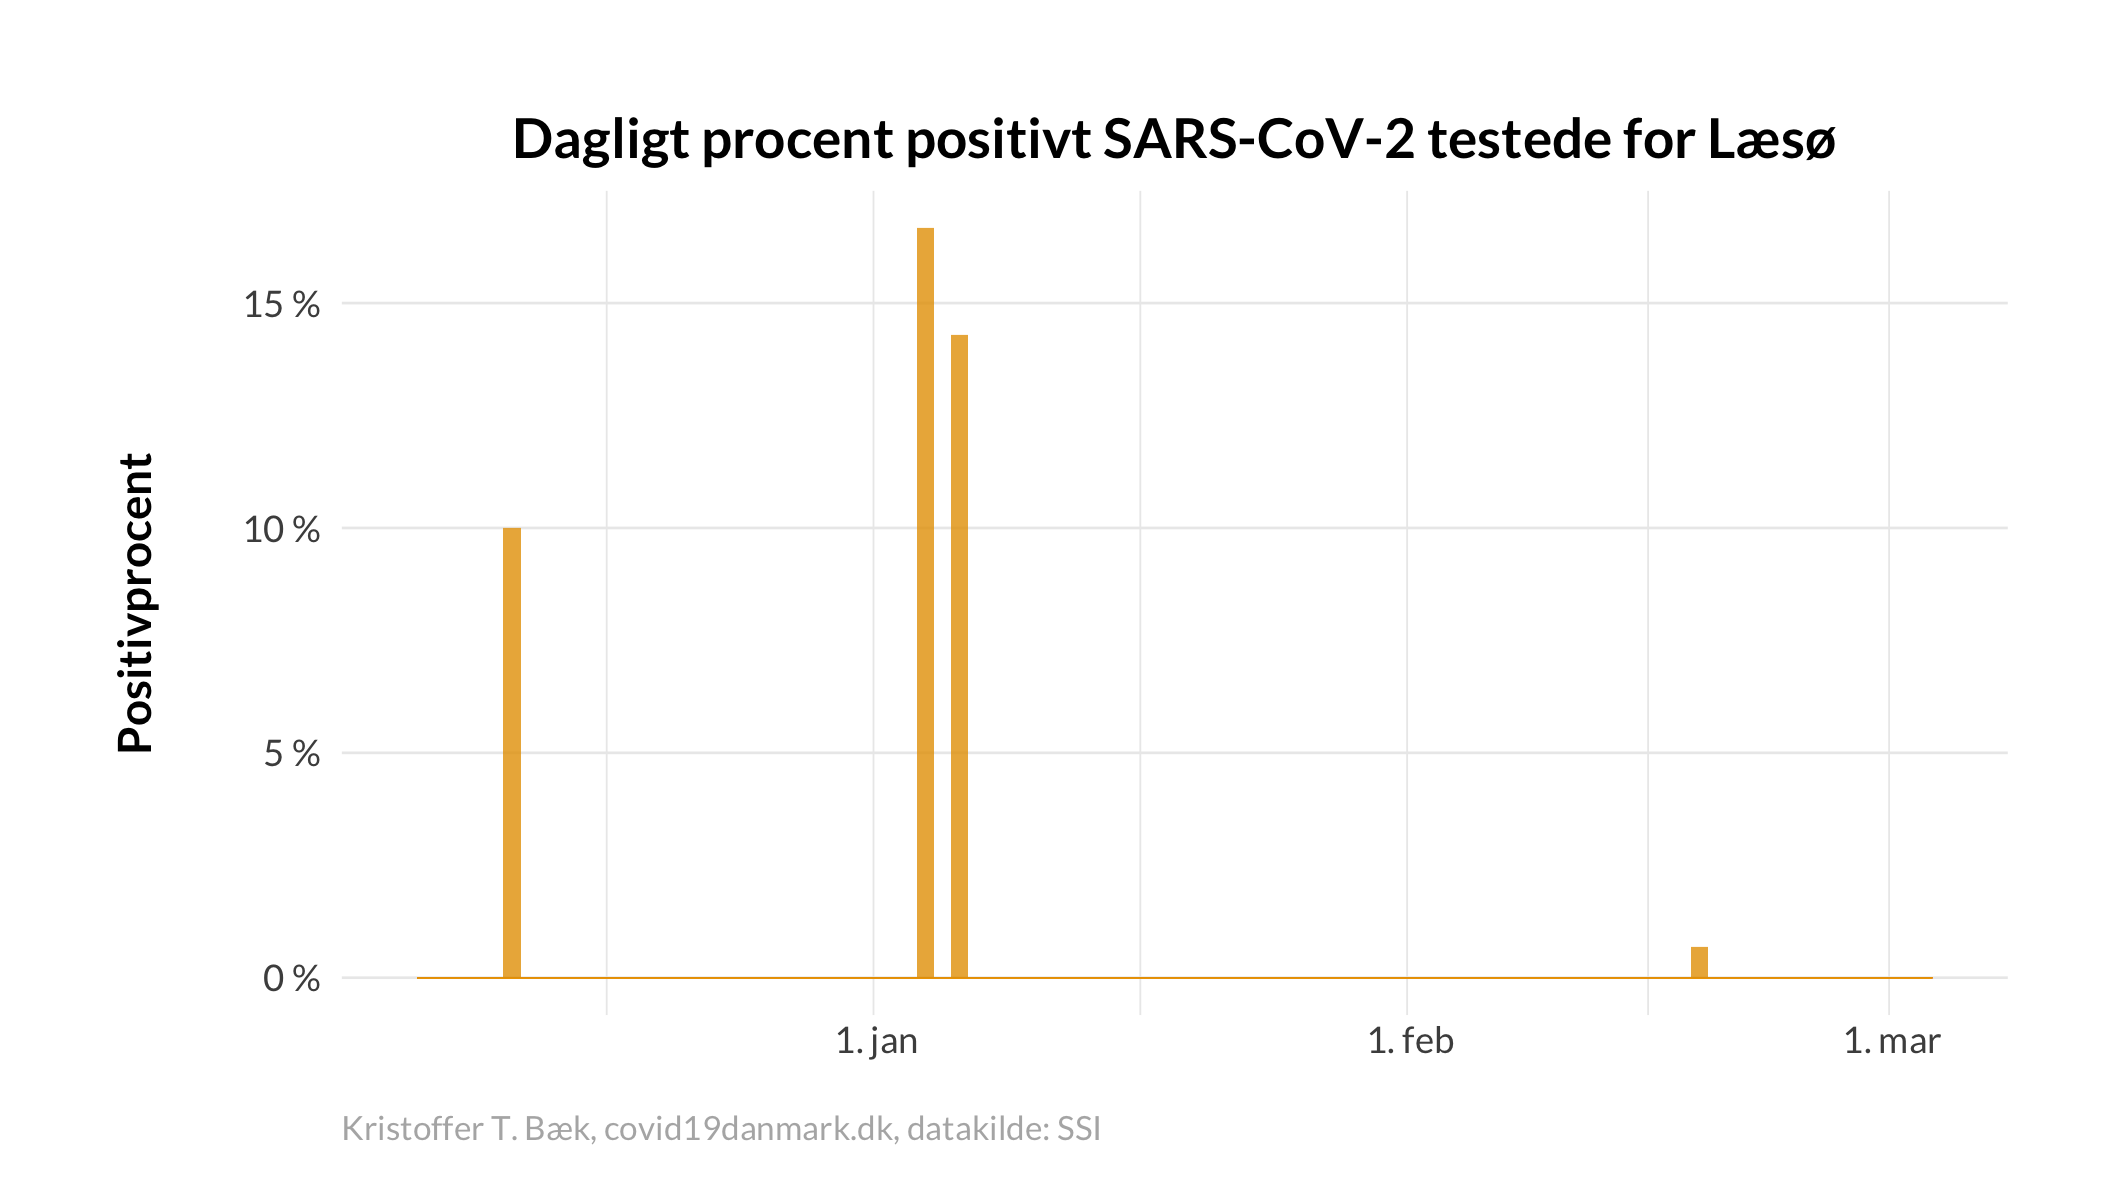 Dagligt procent positivt SARS-CoV-2 testede for Læsø
Positivprocent
15 %
10 %
5 %
0 %
1. jan
1. feb
1. mar
Kristoffer T. Bæk, covid19danmark.dk, datakilde: SSI